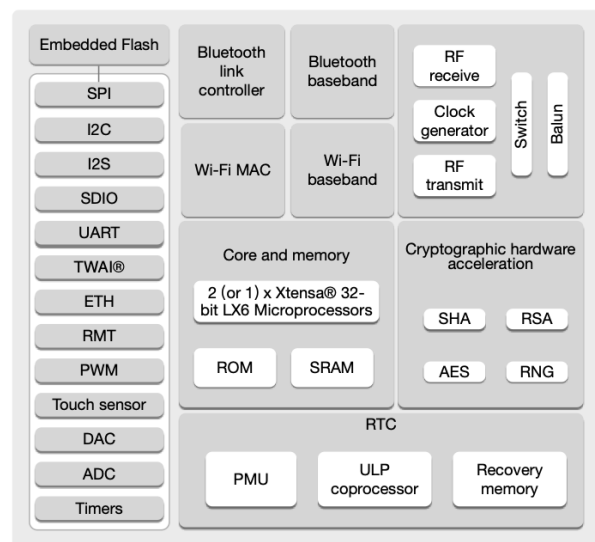 Embedded Flash
SPI
I2C
I2S
SDIO
UART
TWAI®
ETH
RMT
PWM
Touch sensor
DAC
ADC
Timers
Bluetooth
link
controller
Bluetooth
baseband
Wi-Fi MAC
Wi-Fi
baseband
RF
receive
Clock
generator
RF
transmit
Switch
Balun
Core and memory
2 (or 1) x Xtensa® 32-
bit LX6 Microprocessors
ROM
SRAM
Cryptographic hardware
acceleration
SHA
RSA
AES
RNG
RTC
PMU
ULP
coprocessor
Recovery
memory